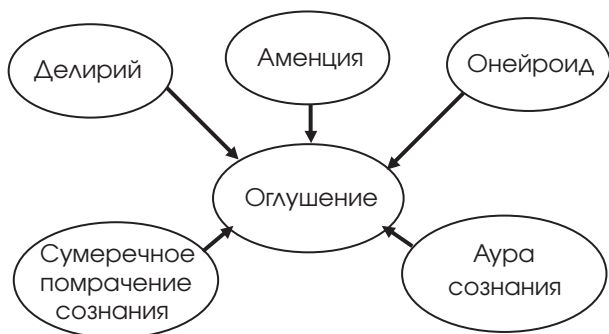 Делирий
Аменция
Онейроид
Оглушение
Сумеречное
помрачение
сознания
Аура
сознания